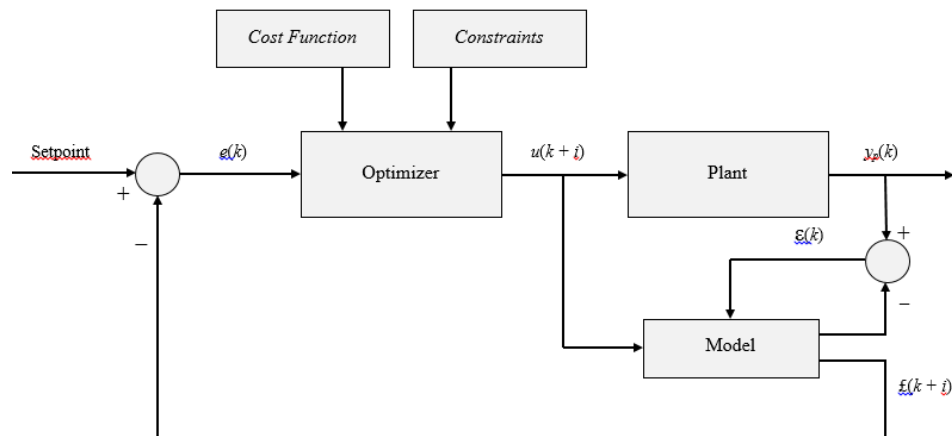 Cost Function
Constraints
Setpoint
e(k)
Optimizer
u(k + i)
Plant
yₚ(k)
+
−
Ɛ(k)
+
−
Model
£(k + i)